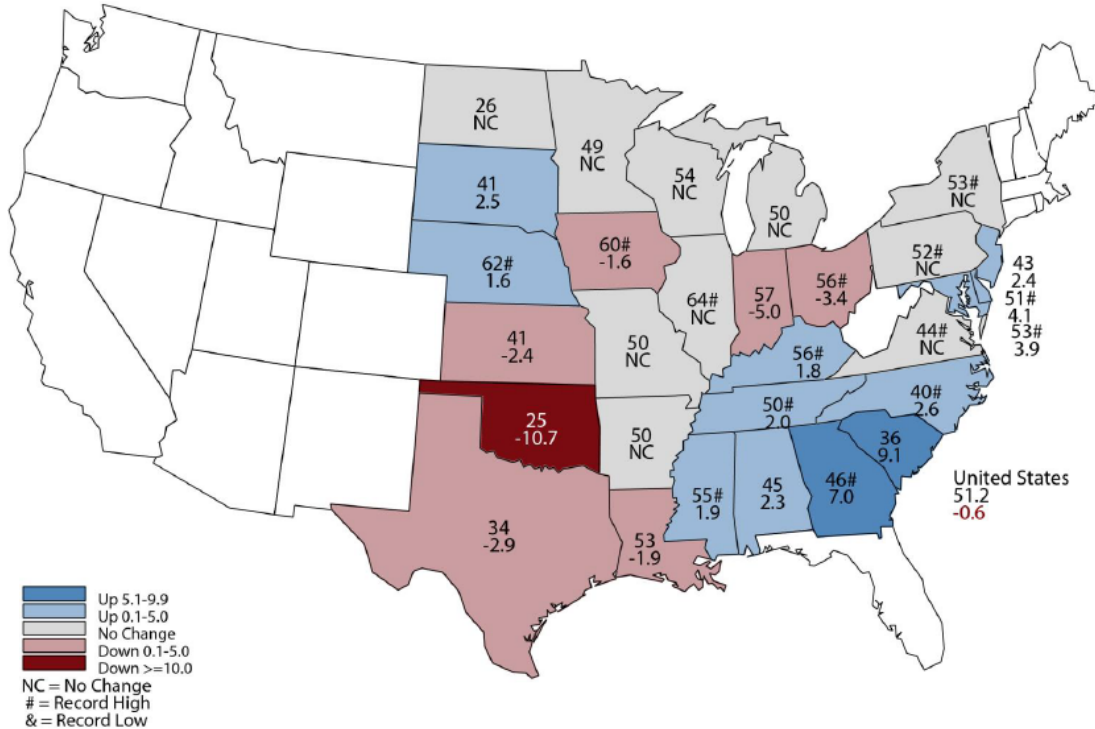 26
NC
49
NC
41
2.5
54
NC
50
NC
53#
NC
60#
-1.6
62#
1.6
52#
NC
43
2.4
51#
4.1
53#
3.9
64#
NC
57
-5.0
56#
-3.4
44#
NC
41
-2.4
50
NC
56#
1.8
40#
2.6
50#
2.0
25
-10.7
50
NC
36
9.1
46#
7.0
55#
1.9
45
2.3
34
-2.9
53
-1.9
United States
51.2
-0.6
Up 5.1-9.9
Up 0.1-5.0
No Change
Down 0.1-5.0
Down >=10.0
NC = No Change
# = Record High
& = Record Low